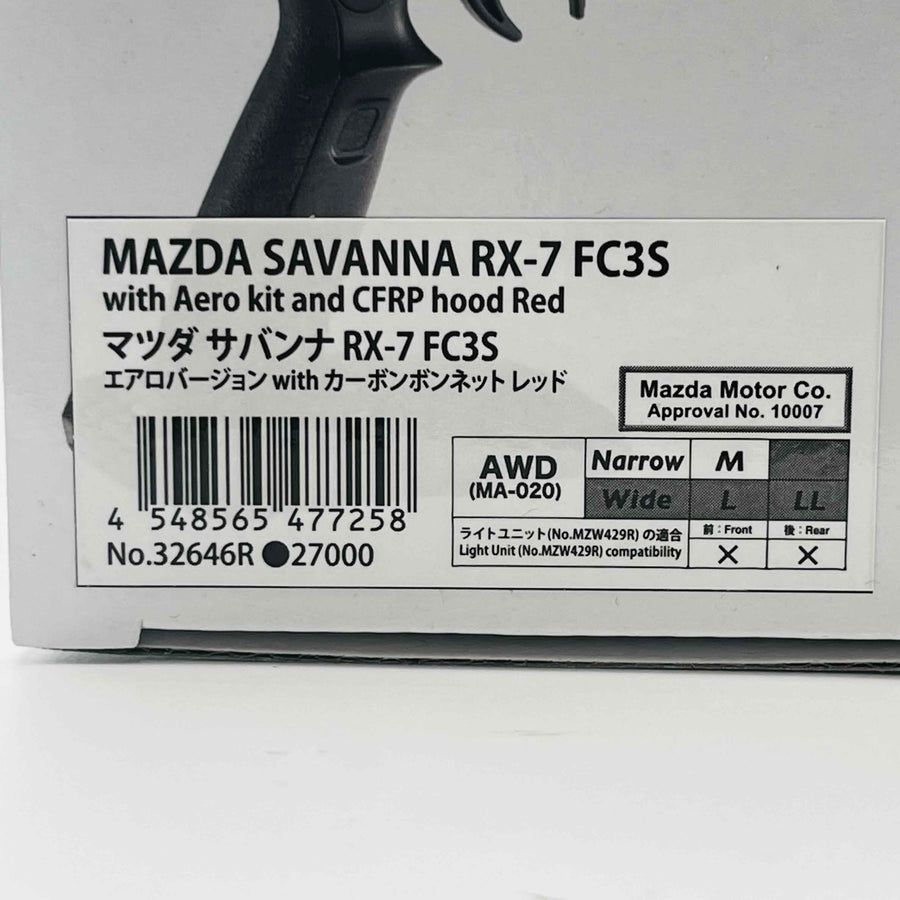 MAZDA SAVANNA RX-7 FC3S
with Aero kit and CFRP hood Red
マツダ サバンナ RX-7 FC3S
エアロバージョン with カーボンボンネット レッド
Mazda Motor Co.
Approval No. 10007
4 548565 477258
No.32646R ●27000
AWD
(MA-020)
Narrow M
Wide L LL
ライトユニット(No.MZW429R) の適合
Light Unit (No.MZW429R) compatibility
前：Front 後：Rear
× ×